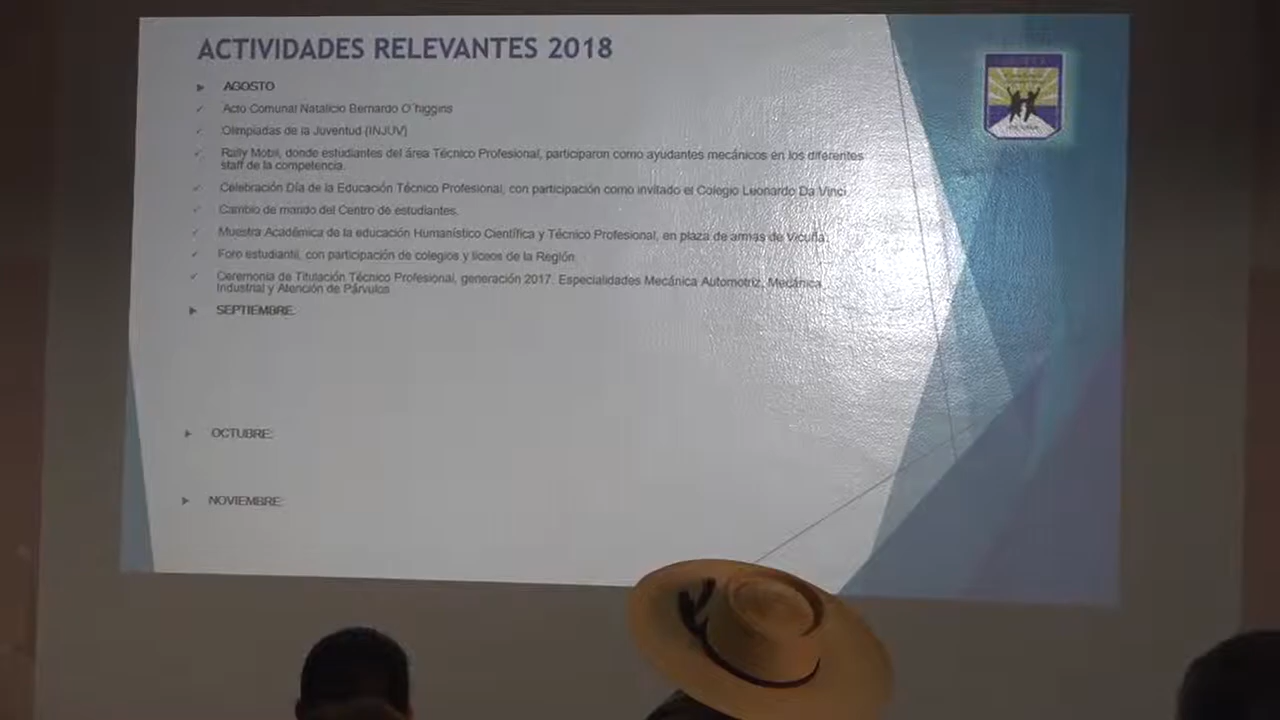 ACTIVIDADES RELEVANTES 2018
AGOSTO
Acto Comunal Natalicio Bernardo O´higgins
Olimpiadas de la Juventud (INJUV)
Rally Mobil, donde estudiantes del área Técnico Profesional, participaron como ayudantes mecánicos en los diferentes
staff de la competencia.
Celebración Día de la Educación Técnico Profesional, con participación como invitado el Colegio Leonardo Da Vinci
Cambio de mando del Centro de estudiantes.
Muestra Académica de la educación Humanístico Científica y Técnico Profesional, en plaza de armas de Vicuña.
Foro estudiantil, con participación de colegios y liceos de la Región
Ceremonia de Titulación Técnico Profesional, generación 2017. Especialidades Mecánica Automotriz, Mecánica
Industrial y Atención de Párvulos
SEPTIEMBRE:
OCTUBRE:
NOVIEMBRE: